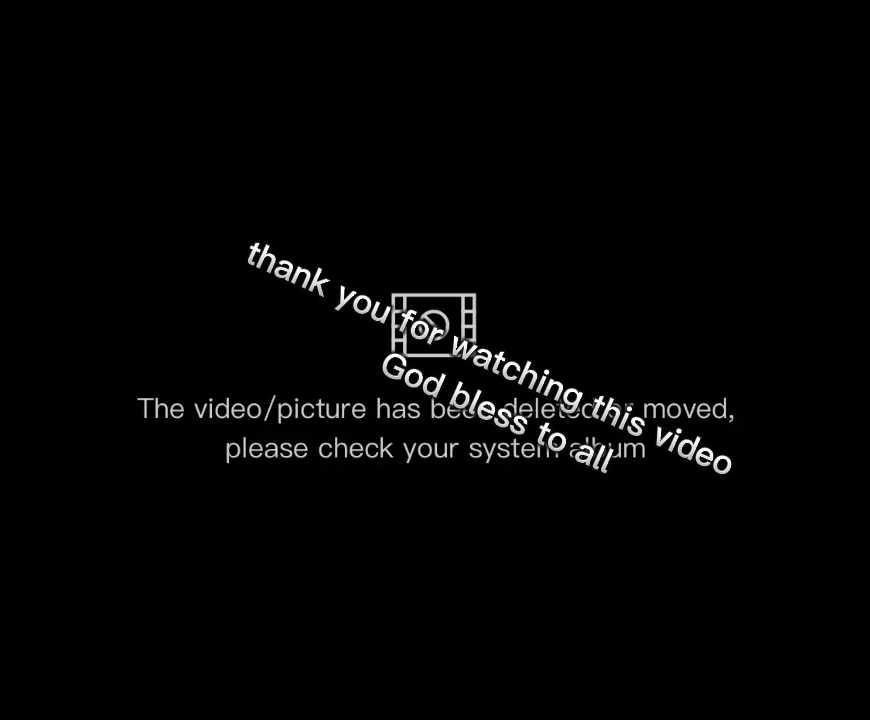 thank you for watching this video
God bless to all
The video/picture has been deleted or moved,
please check your system album